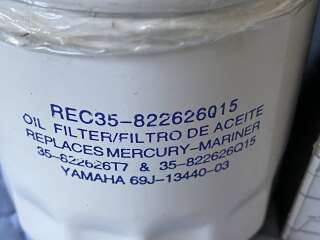 REC35-822626015
OIL FILTER/FILTRO DE ACEITE
REPLACES MERCURY-MARINER
35-822626T7 & 35-822626Q15
YAMAHA 69J-13440-03